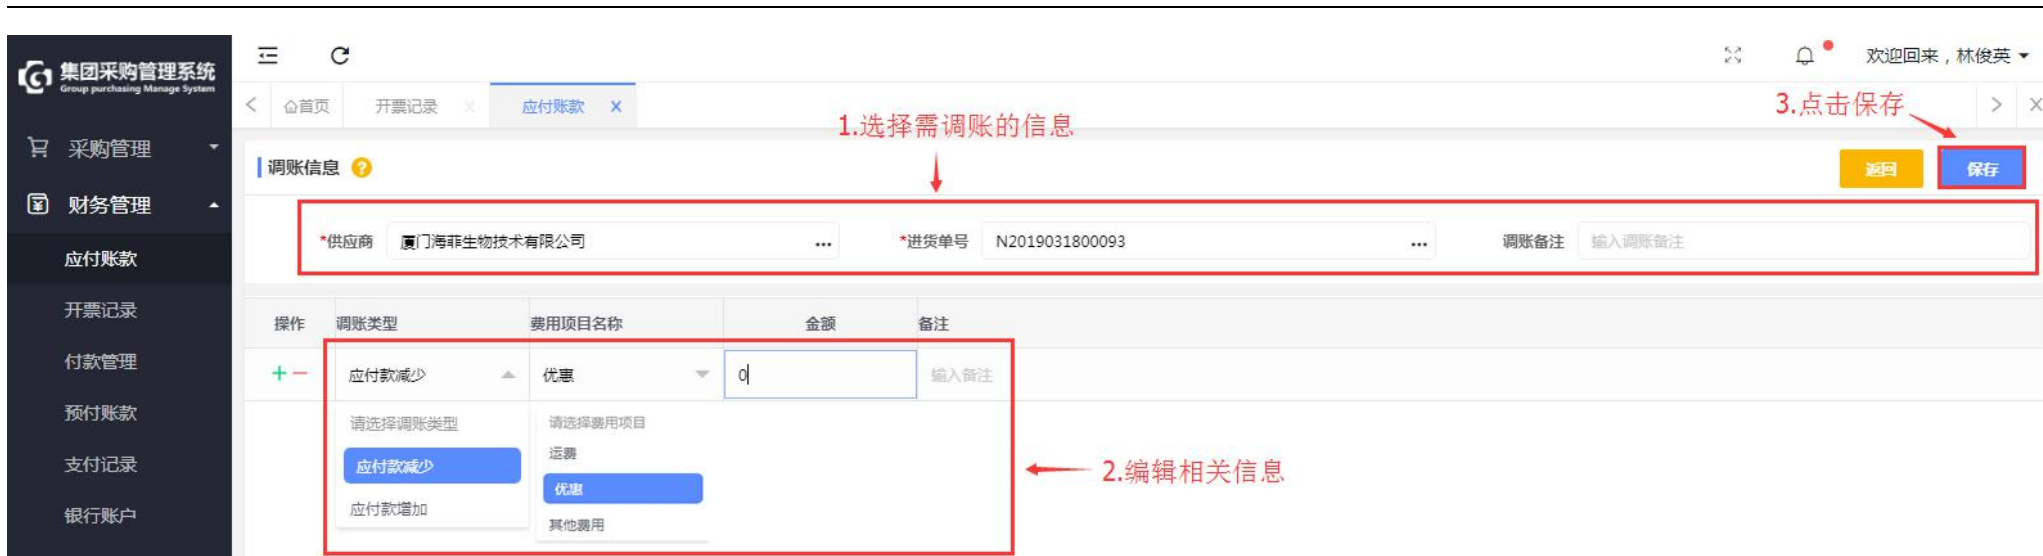 集团采购管理系统
Group purchasing Manage System
欢迎回来，林俊英
首页 开票记录 x 应付账款 x
1.选择需调账的信息
3.点击保存
采购管理
调账信息 ?
返回 保存
财务管理
*供应商 厦门海菲生物技术有限公司 ... *进货单号 N2019031800093 ... 调账备注 输入调账备注
应付账款
开票记录
操作 调账类型 费用项目名称 金额 备注
付款管理
+ − 应付款减少 优惠 0 输入备注
预付账款
请选择调账类型 请选择费用项目
运费
支付记录
应付款减少
2.编辑相关信息
优惠
银行账户
应付款增加
其他费用